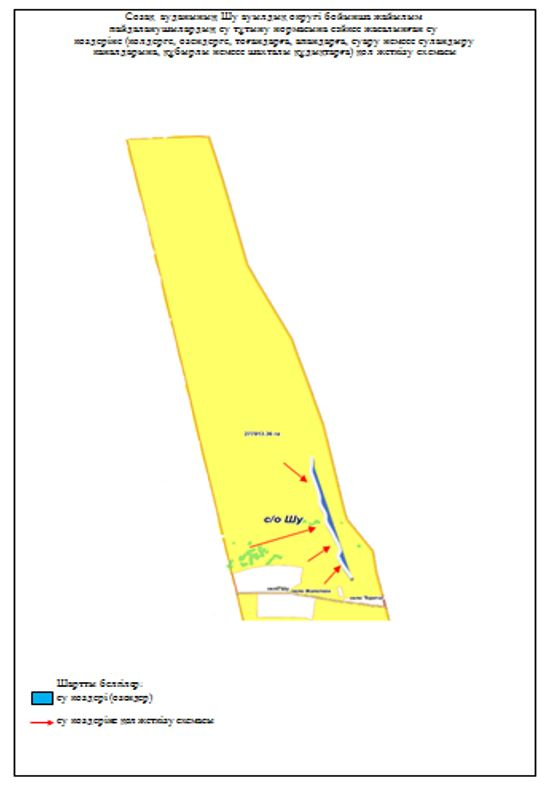 Созақ ауданының Шу ауылдық округі бойынша жайылым
пайдаланушылардың су тұтыну нормасына сәйкес жасалынған су
көздеріне (көлдерге, өзендерге, тоғандарға, апандарға, суару немесе суландыру
каналдарына, құбырлы немесе шахталы құдықтарға) қол жеткізу схемасы
с/о Шу
Шартты белгілер:
су көздері (өзендер)
су көздеріне қол жеткізу схемасы